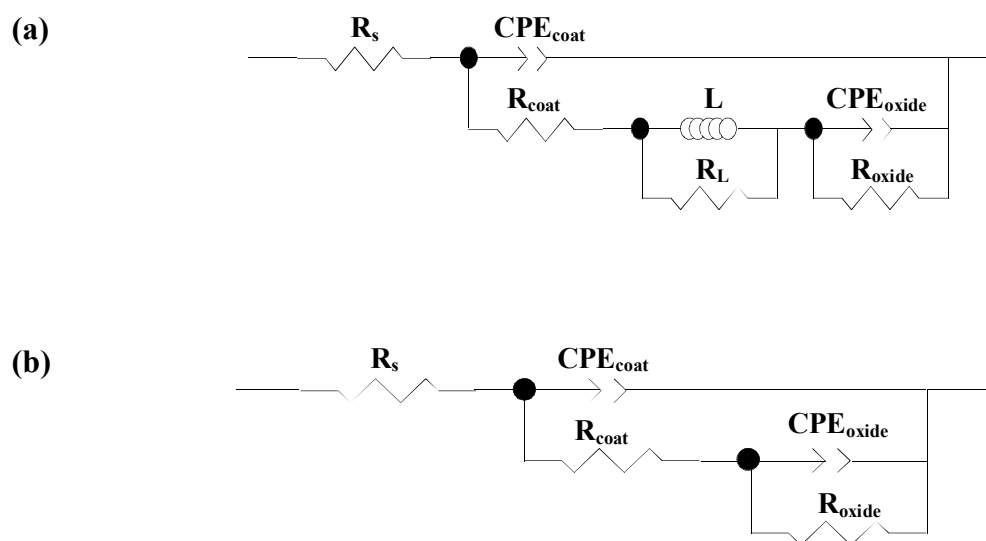 (a)
Rs CPEcoat
Rcoat L CPEoxide
RL Roxide
(b)
Rs CPEcoat
Rcoat CPEoxide
Roxide